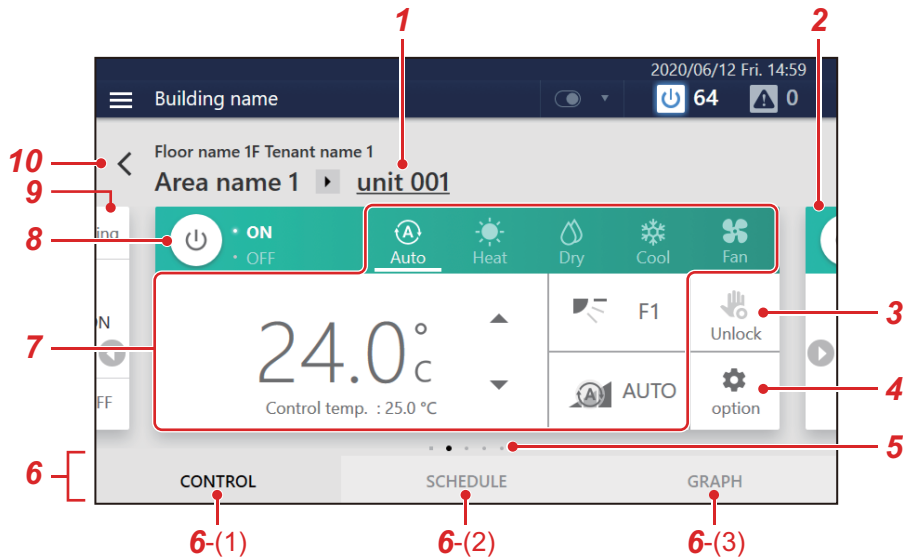 1
2
2020/06/12 Fri. 14:59
Building name
64
0
Floor name 1F Tenant name 1
10
Area name 1 unit 001
9
ing
8
ON
OFF
A
Auto
Heat
Dry
Cool
Fan
7
ON
FF
24.0°C
Control temp. : 25.0 °C
F1
A
AUTO
Unlock
3
option
4
5
6
CONTROL
SCHEDULE
GRAPH
6-(1)
6-(2)
6-(3)